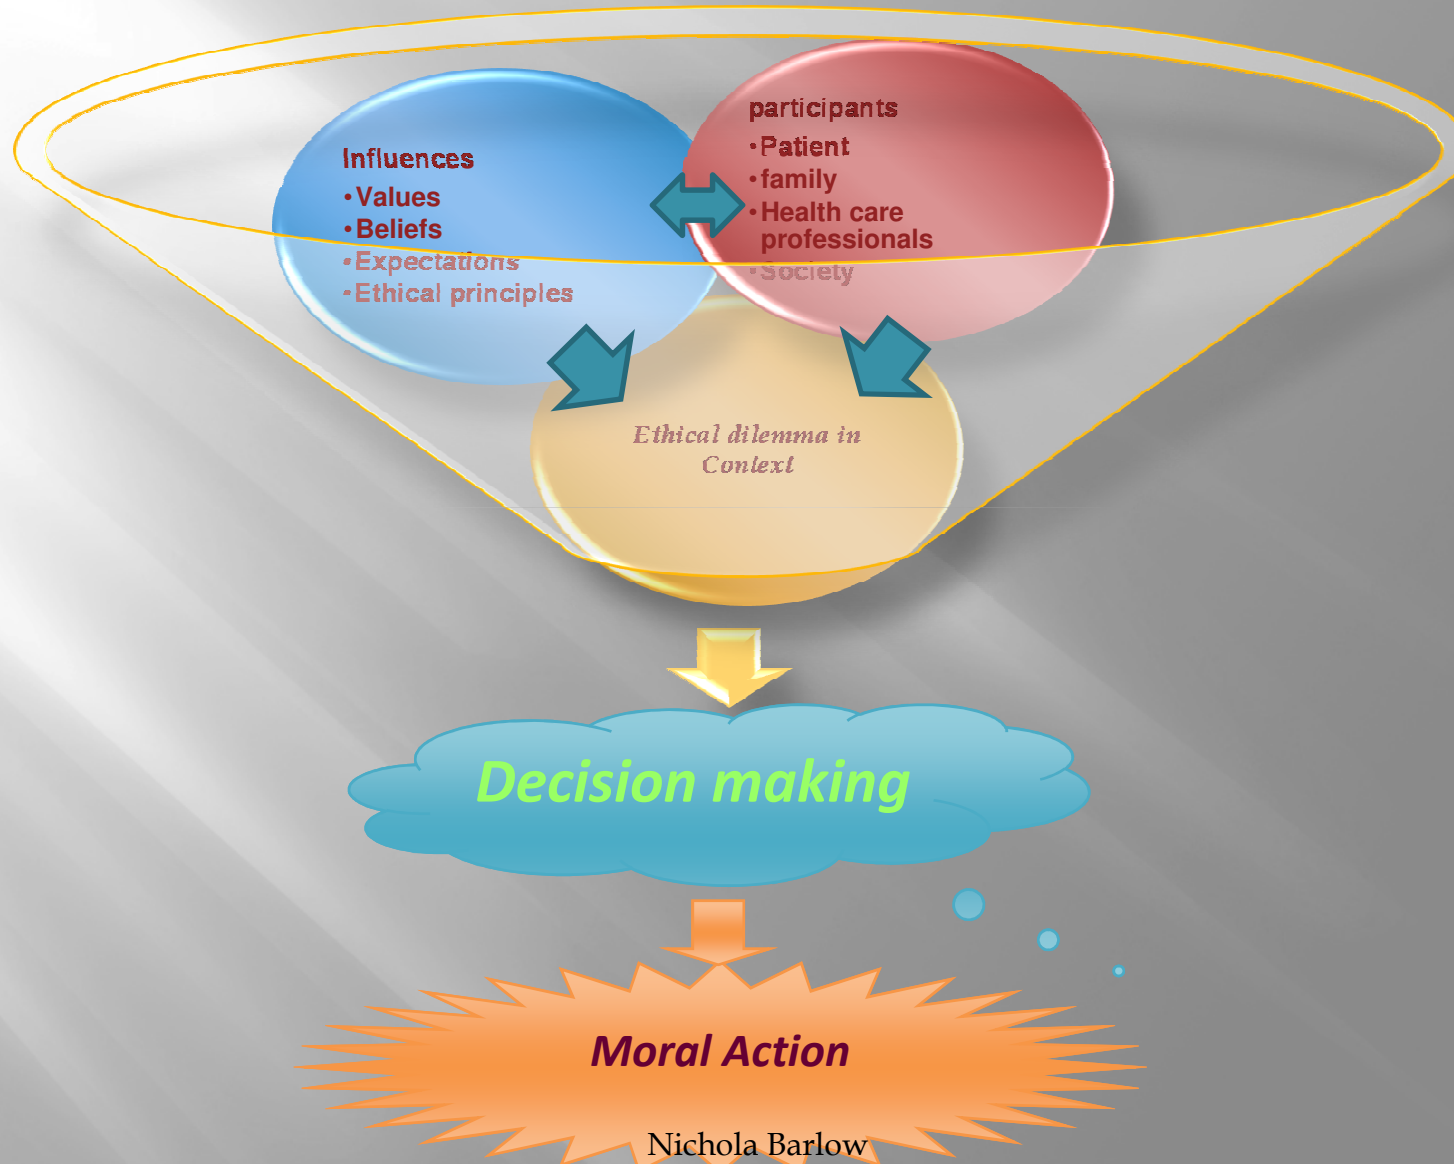 Influences
•Values
•Beliefs
•Expectations
•Ethical principles
participants
•Patient
•family
•Health care
professionals
•Society
Ethical dilemma in
Context
Decision making
Moral Action
Nichola Barlow